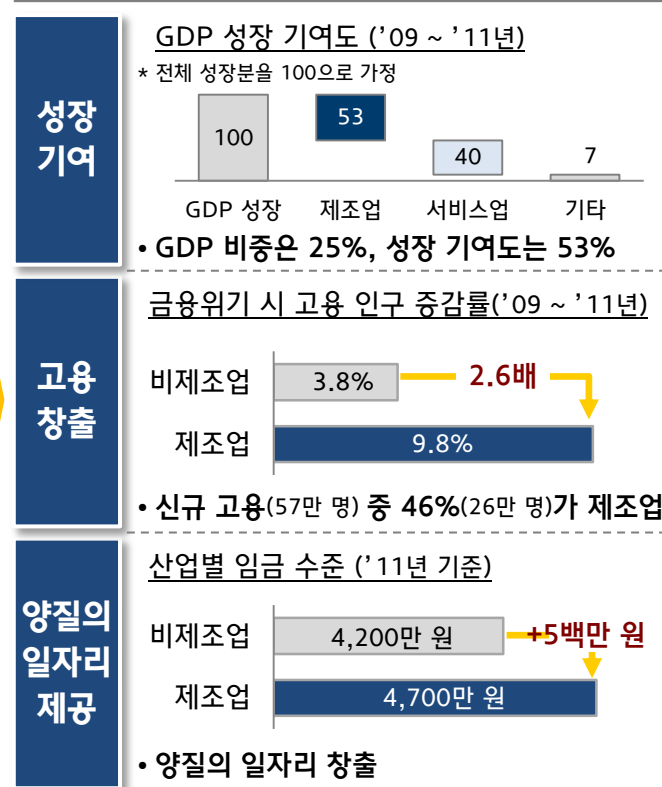 성장
기여
GDP 성장 기여도 (’09 ~ ’11년)
* 전체 성장분을 100으로 가정
100
53
40
7
GDP 성장
제조업
서비스업
기타
• GDP 비중은 25%, 성장 기여도는 53%
고용
창출
금융위기 시 고용 인구 증감률(’09 ~ ’11년)
비제조업
3.8%
2.6배
제조업
9.8%
• 신규 고용(57만 명) 중 46%(26만 명)가 제조업
양질의
일자리
제공
산업별 임금 수준 (’11년 기준)
비제조업
4,200만 원
+5백만 원
제조업
4,700만 원
• 양질의 일자리 창출